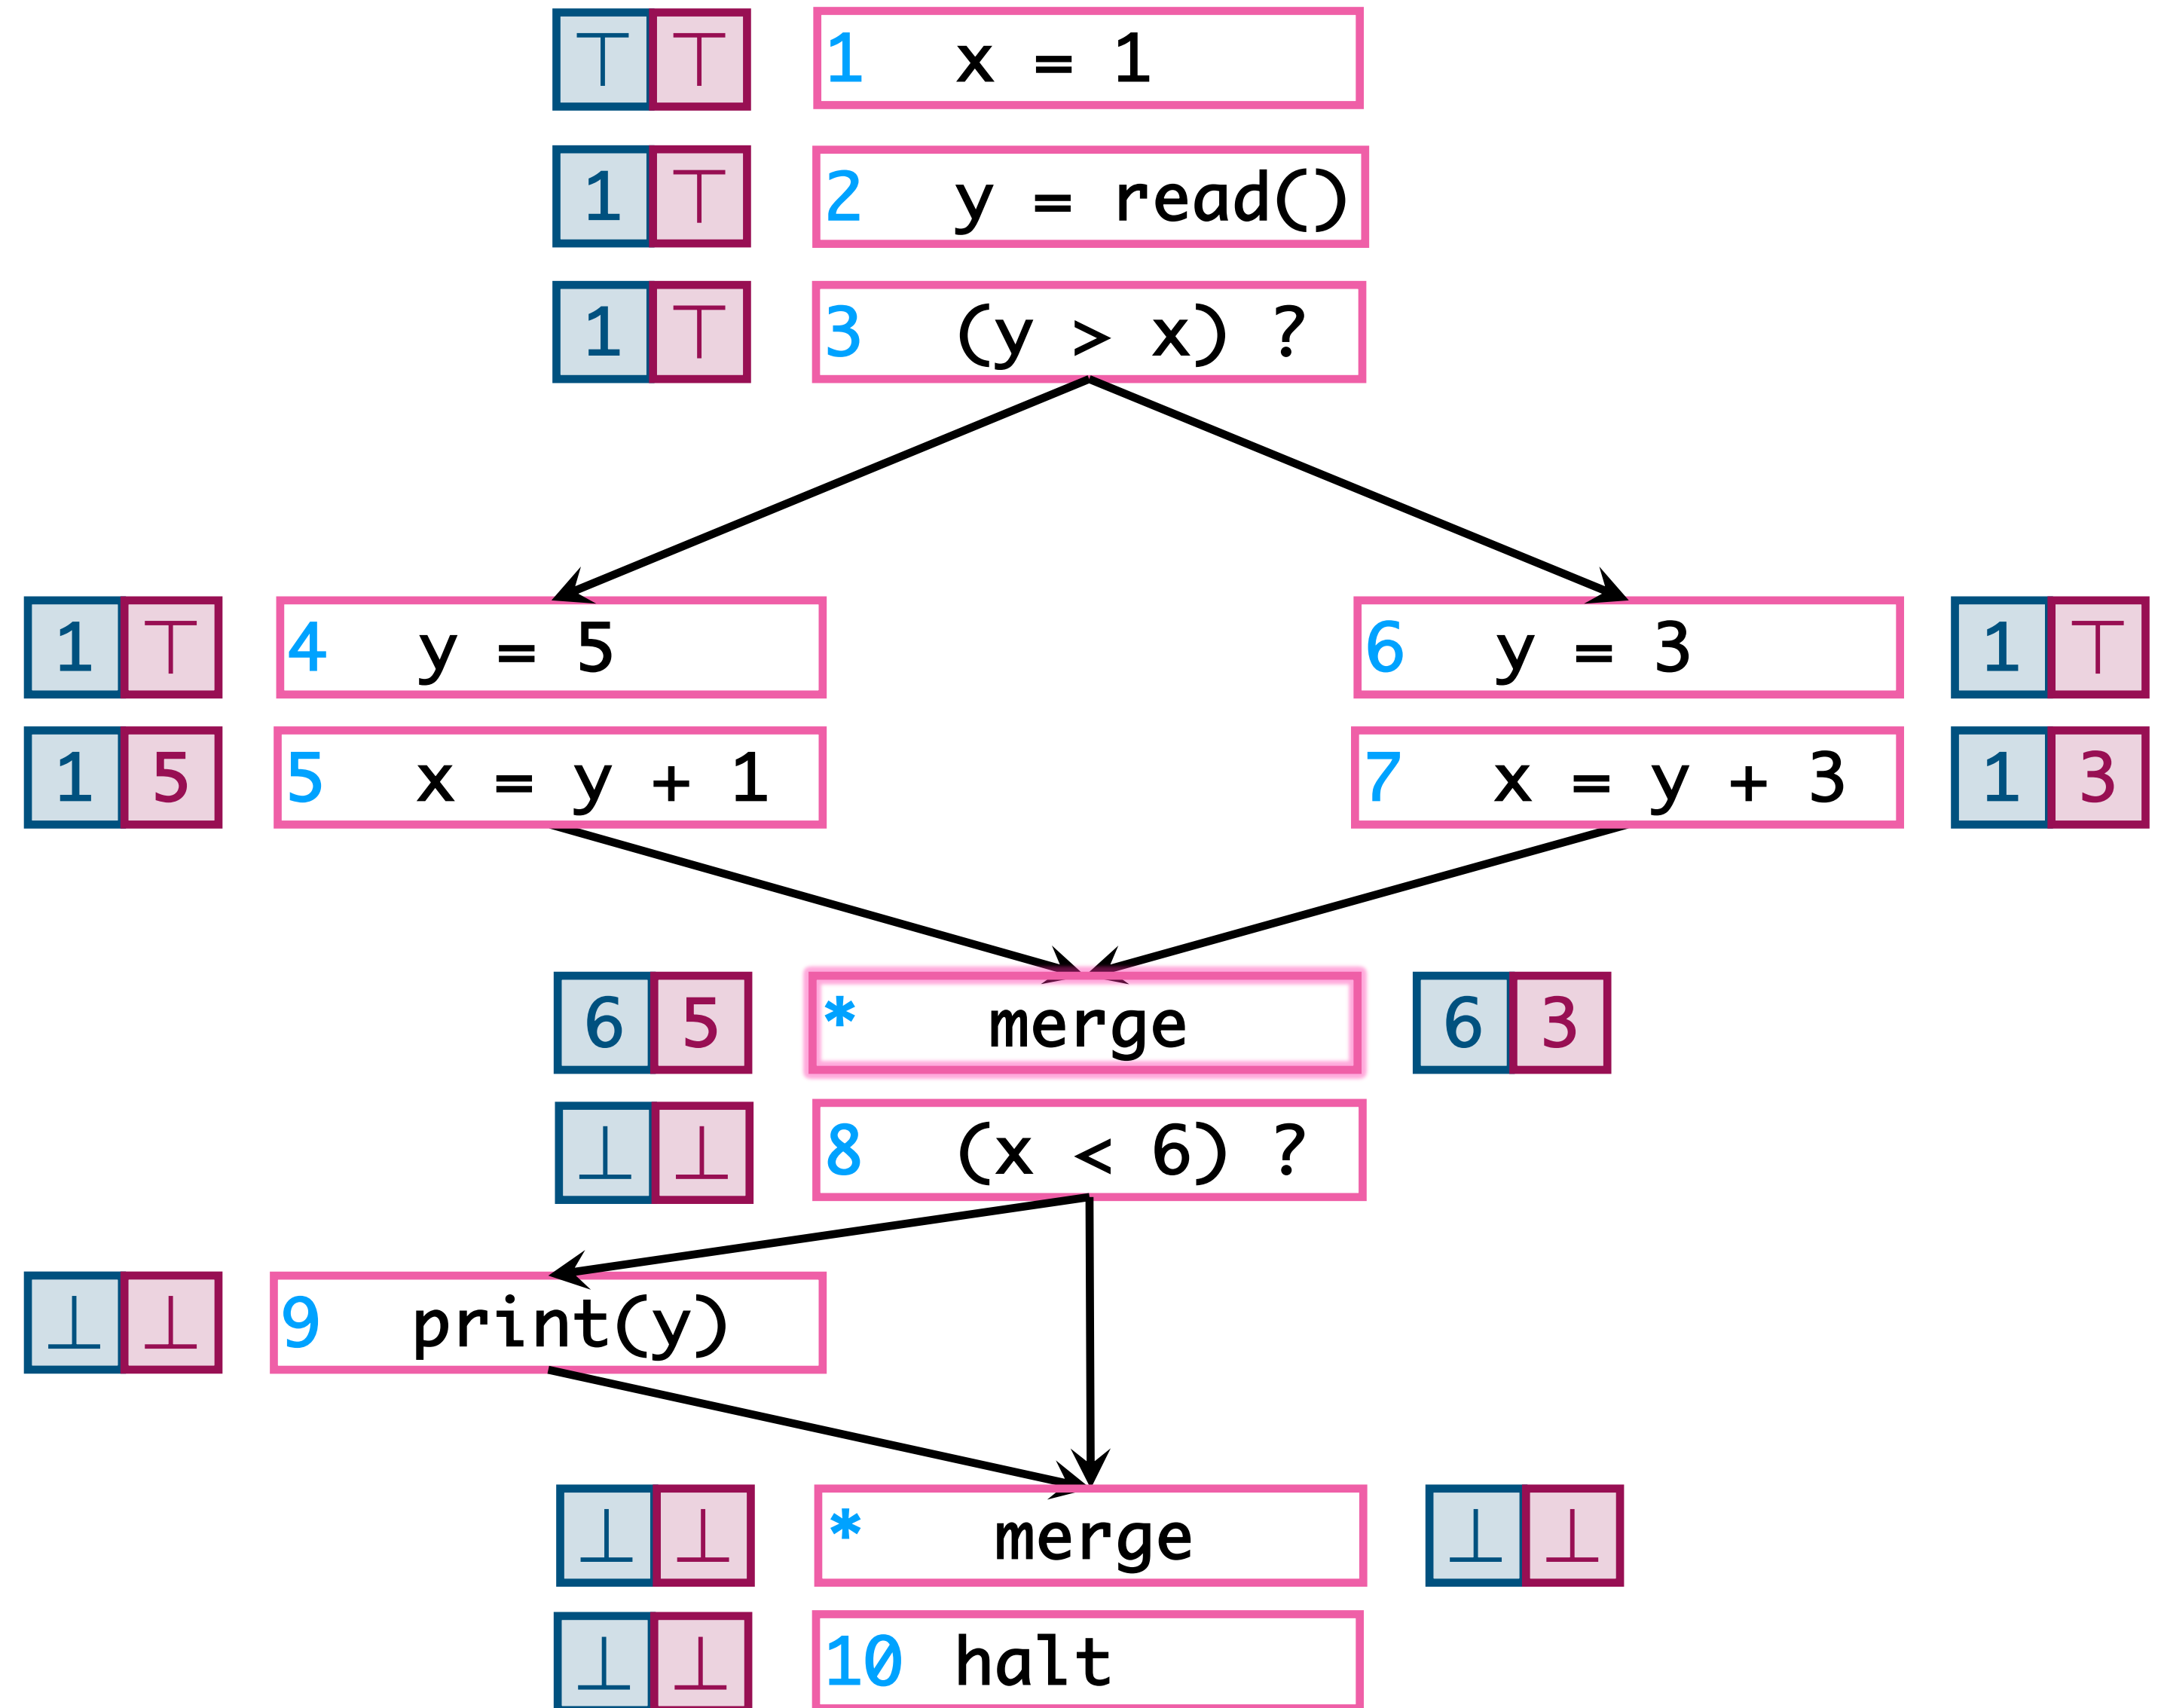 ⊤ ⊤ 1 x = 1
1 ⊤ 2 y = read()
1 ⊤ 3 (y > x) ?
1 ⊤ 4 y = 5
6 y = 3 1 ⊤
1 5 5 x = y + 1
7 x = y + 3 1 3
6 5 * merge 6 3
⊥ ⊥ 8 (x < 6) ?
⊥ ⊥ 9 print(y)
⊥ ⊥ * merge ⊥ ⊥
⊥ ⊥ 10 halt